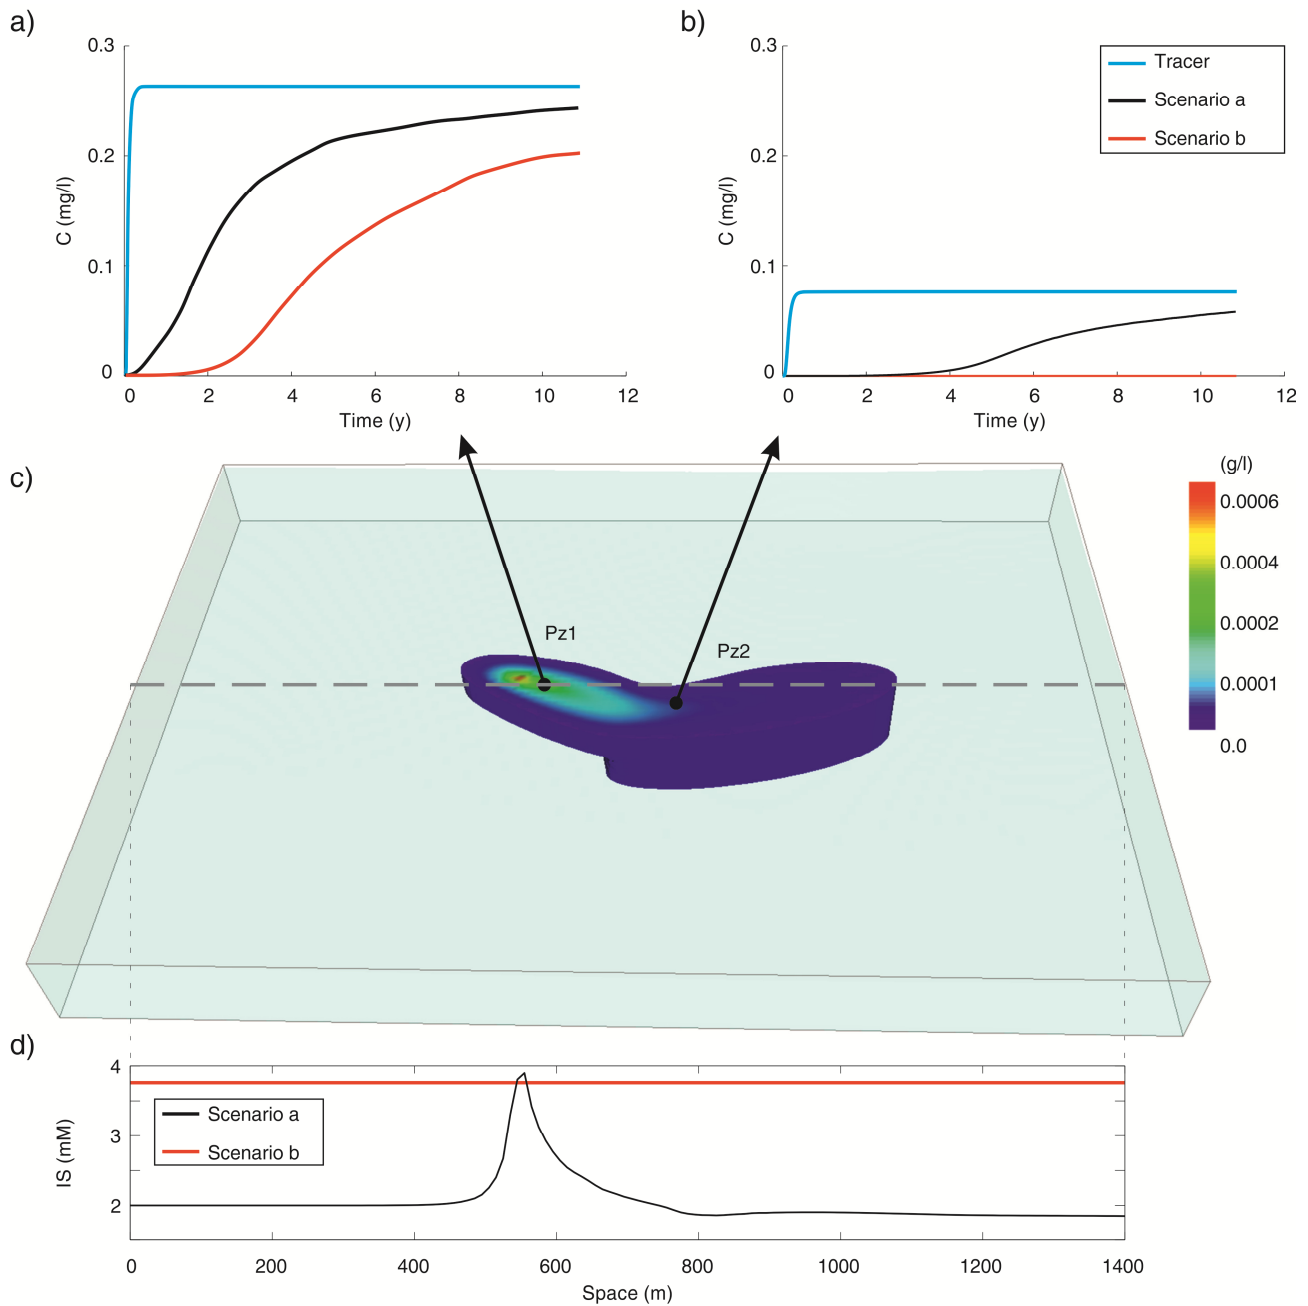 a)
0.3
0.2
0.1
0
C (mg/l)
0 2 4 6 8 10 12
Time (y)
b)
0.3
0.2
0.1
0
C (mg/l)
0 2 4 6 8 10 12
Time (y)
Tracer
Scenario a
Scenario b
c)
Pz1
Pz2
(g/l)
0.0006
0.0004
0.0002
0.0001
0.0
d)
4
3
2
IS (mM)
Scenario a
Scenario b
0 200 400 600 800 1000 1200 1400
Space (m)